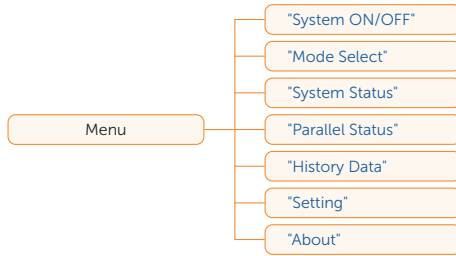 "System ON/OFF"
"Mode Select"
"System Status"
Menu
"Parallel Status"
"History Data"
"Setting"
"About"